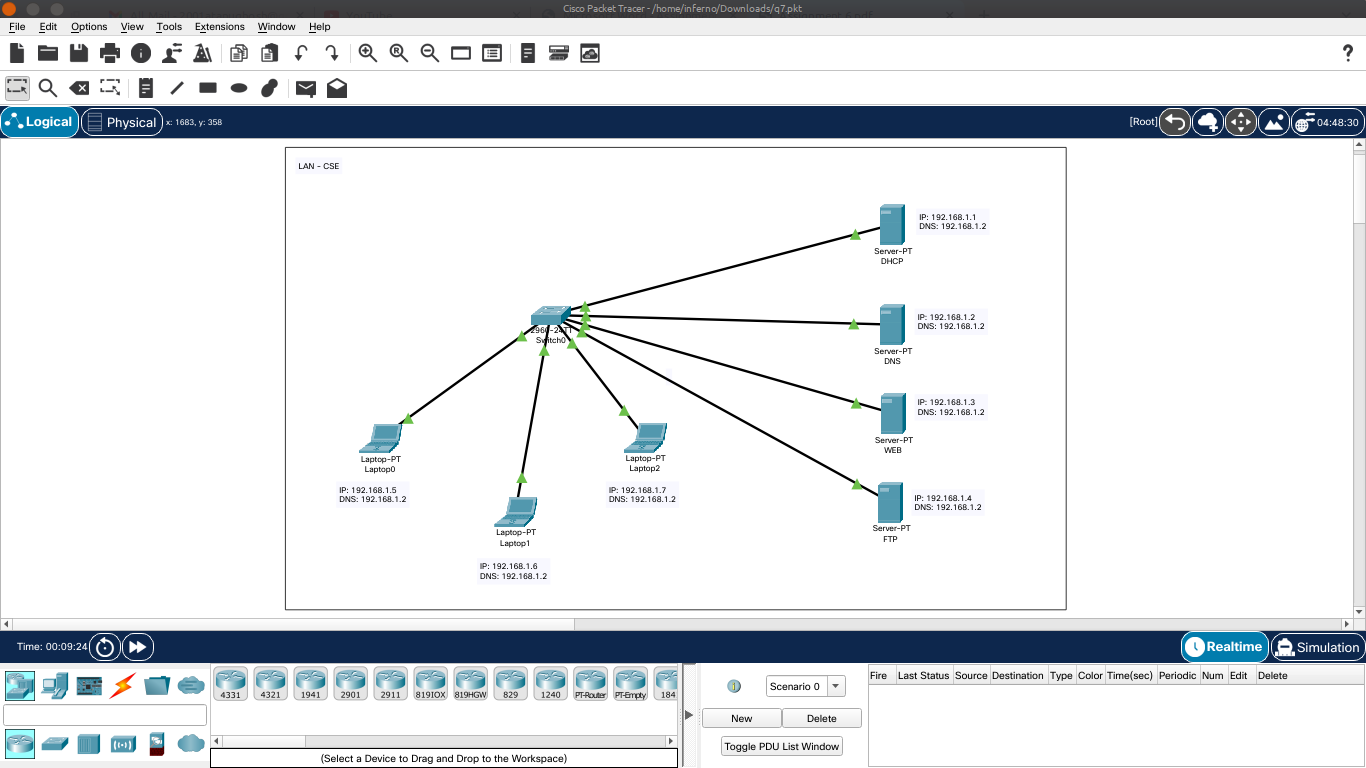 Cisco Packet Tracer - /home/inferno/Downloads/q7.pkt
File Edit Options View Tools Extensions Window Help
?
Logical Physical x: 1683, y: 358 [Root] 04:48:30
LAN - CSE
IP: 192.168.1.1
DNS: 192.168.1.2
Server-PT
DHCP
2960-24TT
Switch0
IP: 192.168.1.2
DNS: 192.168.1.2
Server-PT
DNS
IP: 192.168.1.3
DNS: 192.168.1.2
Server-PT
WEB
Laptop-PT
Laptop0
IP: 192.168.1.5
DNS: 192.168.1.2
Laptop-PT
Laptop2
IP: 192.168.1.7
DNS: 192.168.1.2
IP: 192.168.1.4
DNS: 192.168.1.2
Server-PT
FTP
Laptop-PT
Laptop1
IP: 192.168.1.6
DNS: 192.168.1.2
Time: 00:09:24 Realtime Simulation
4331 4321 1941 2901 2911 819IOX 819HGW 829 1240 PT-Router PT-Empty 184
(Select a Device to Drag and Drop to the Workspace)
Scenario 0
New Delete
Toggle PDU List Window
Fire Last Status Source Destination Type Color Time(sec) Periodic Num Edit Delete